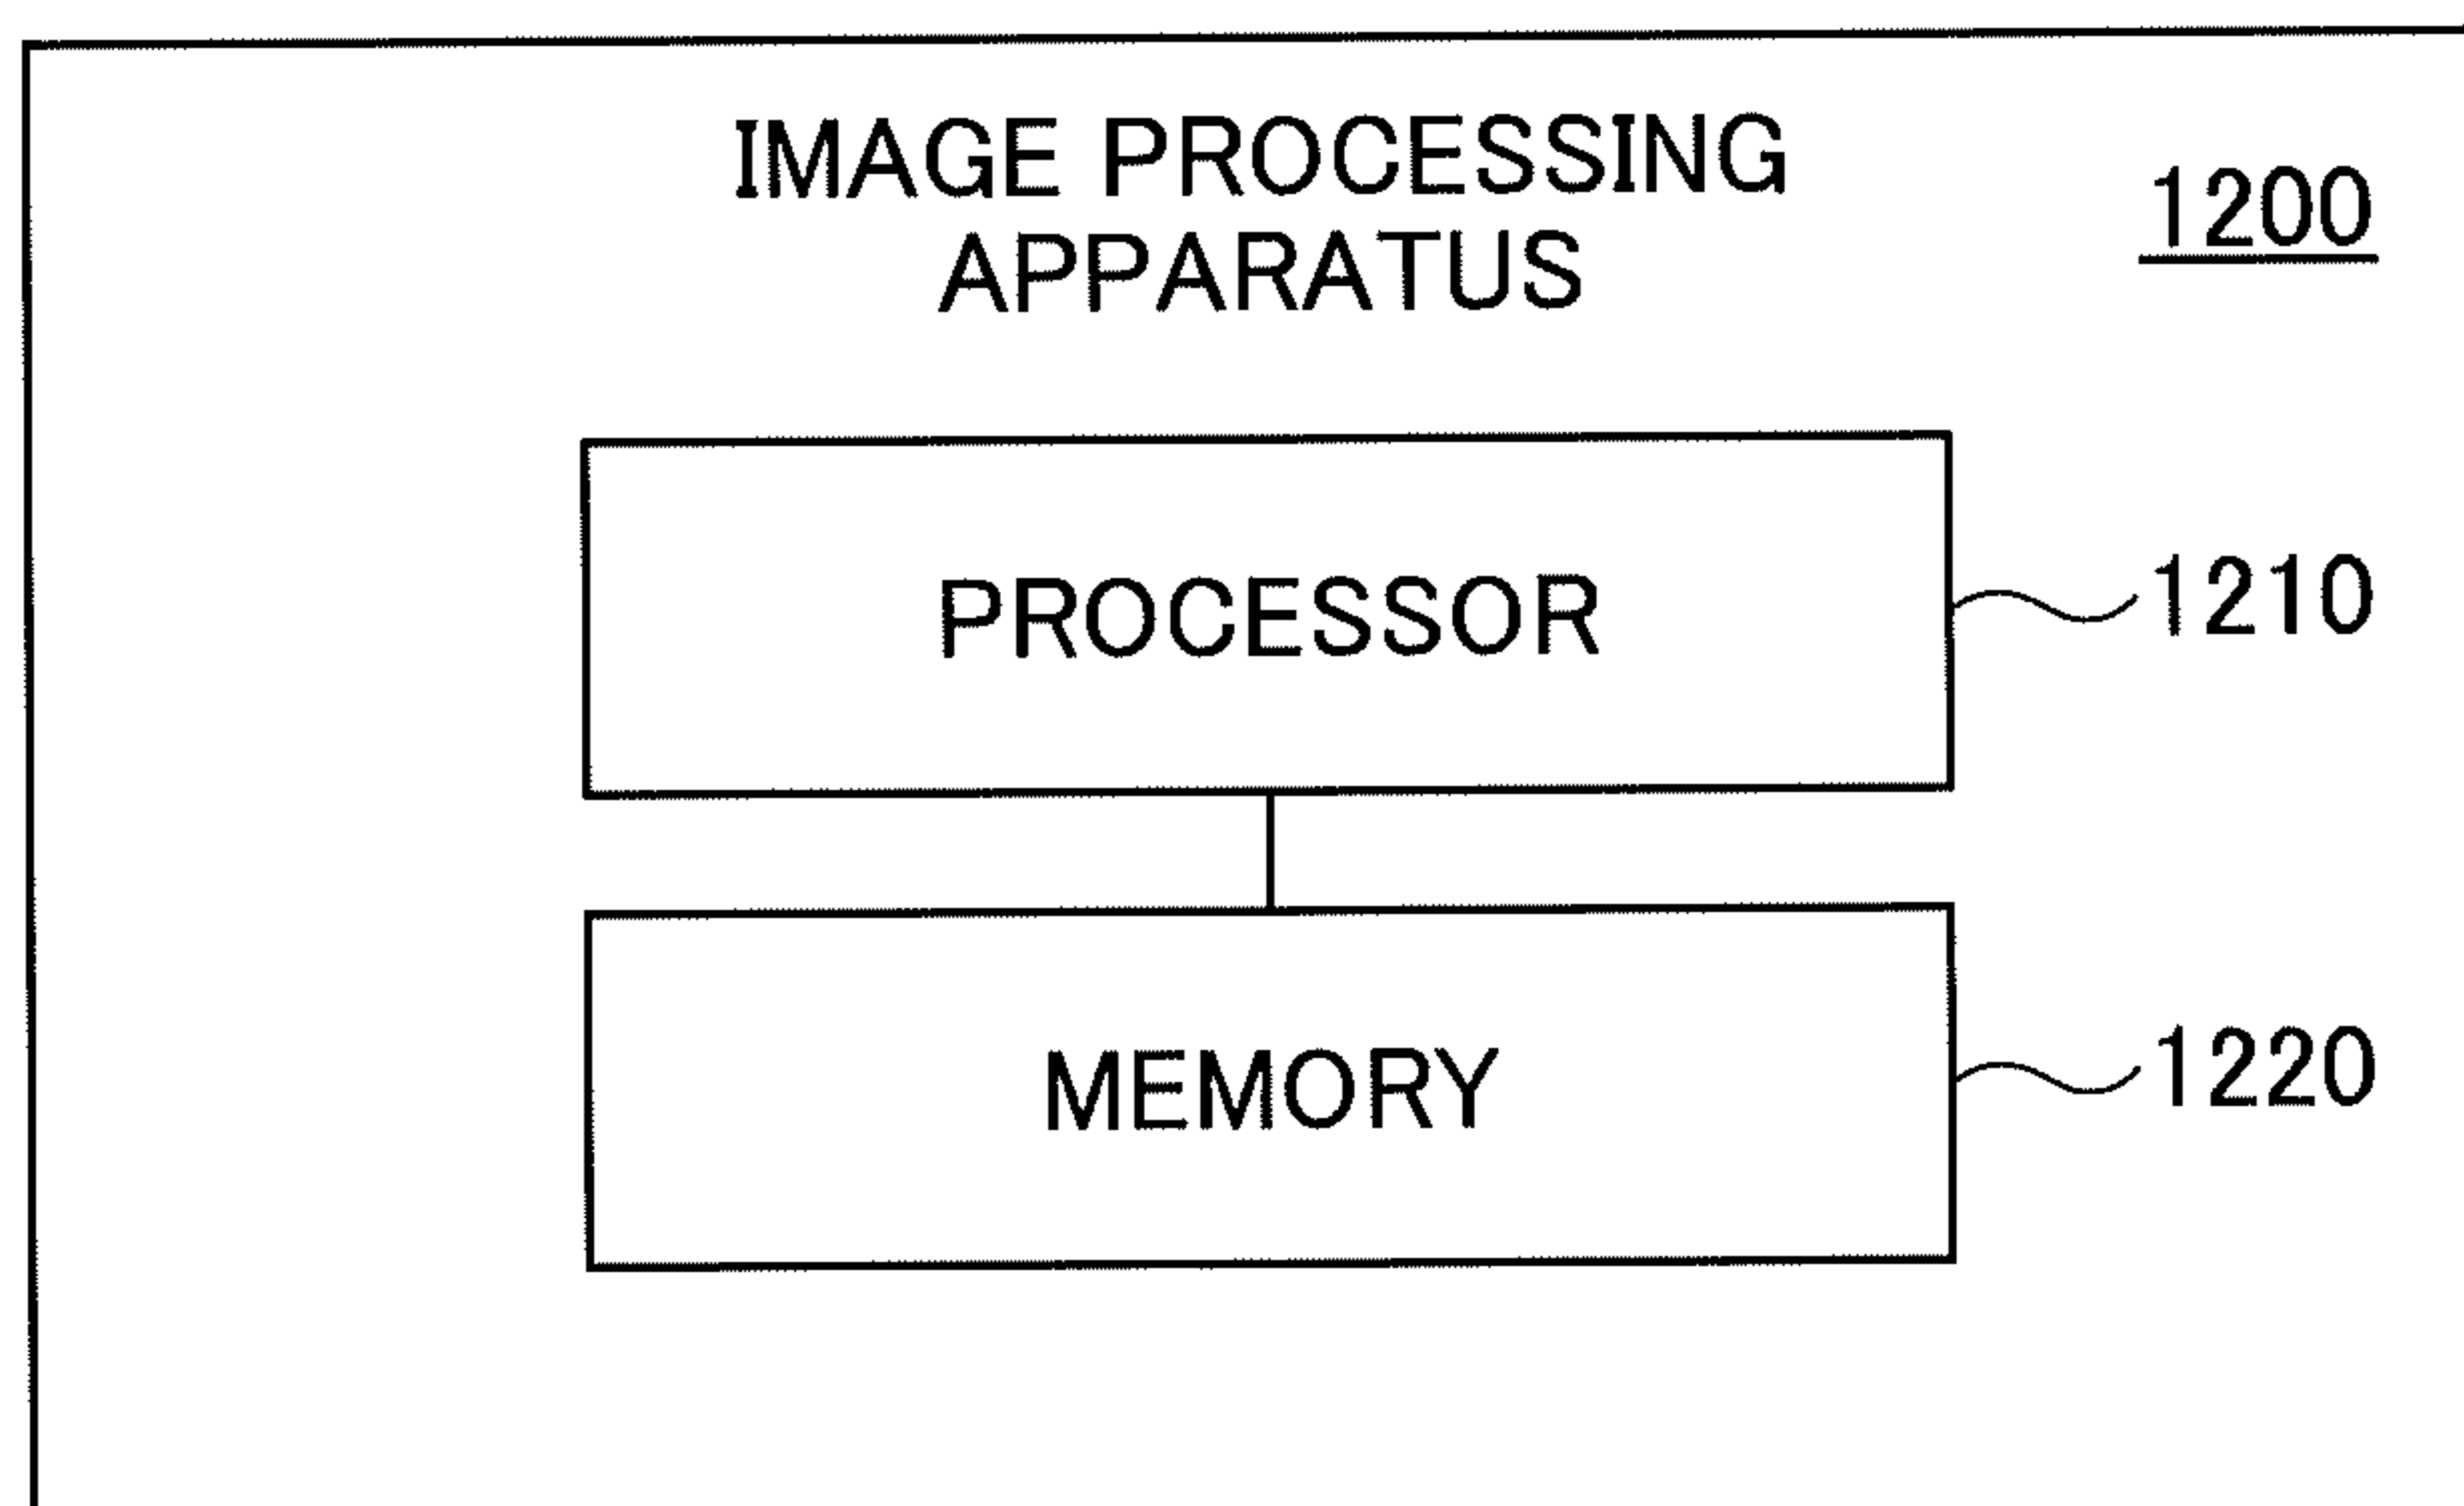 IMAGE PROCESSING
APPARATUS
1200
PROCESSOR
1210
MEMORY
1220